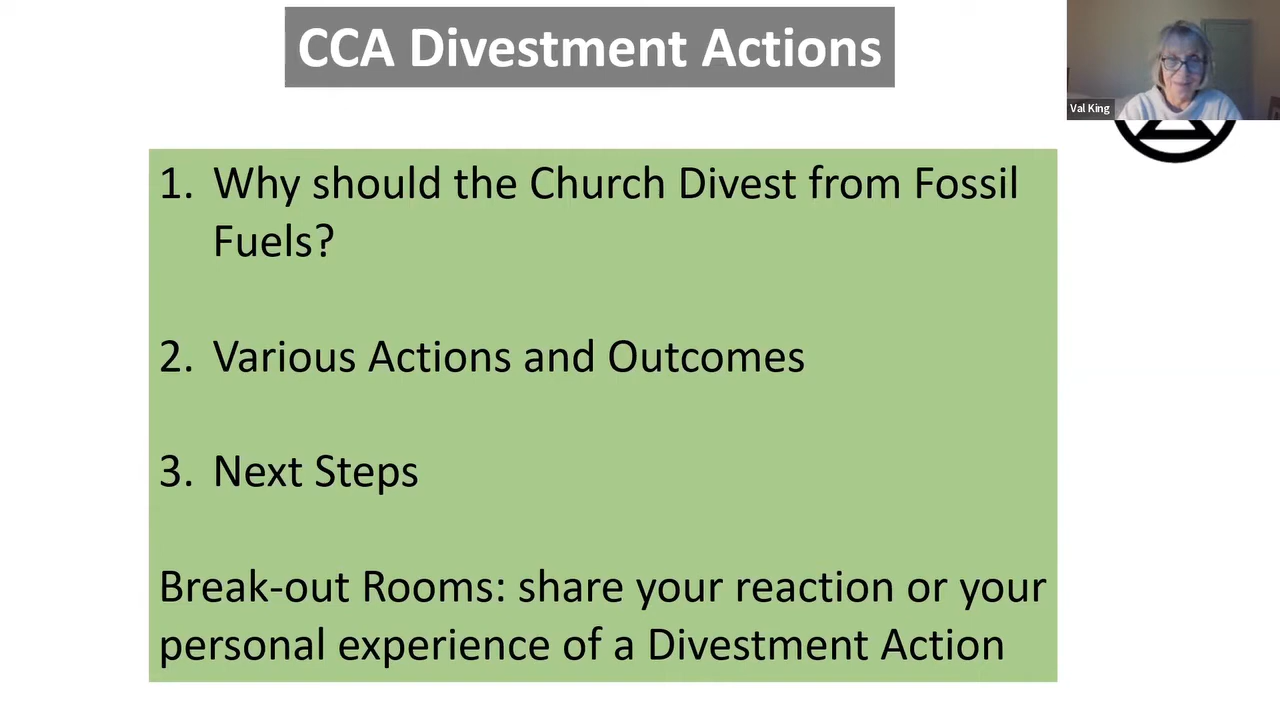 CCA Divestment Actions
Val King
1. Why should the Church Divest from Fossil
Fuels?
2. Various Actions and Outcomes
3. Next Steps
Break-out Rooms: share your reaction or your
personal experience of a Divestment Action